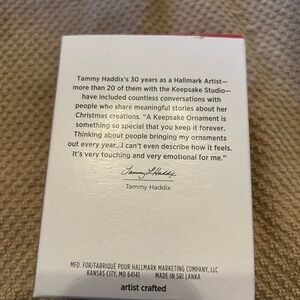 Tammy Haddix's 30 years as a Hallmark Artist—
more than 20 of them with the Keepsake Studio—
have included countless conversations with
people who share meaningful stories about her
Christmas creations. "A Keepsake Ornament is
something so special that you keep it forever.
Thinking about people bringing my ornaments
out every year...I can't even describe how it feels.
It's very touching and very emotional for me."
Tammy L Haddix
Tammy Haddix
MFD. FOR/FABRIQUÉ POUR HALLMARK MARKETING COMPANY, LLC
KANSAS CITY, MO 64141 MADE IN SRI LANKA
artist crafted